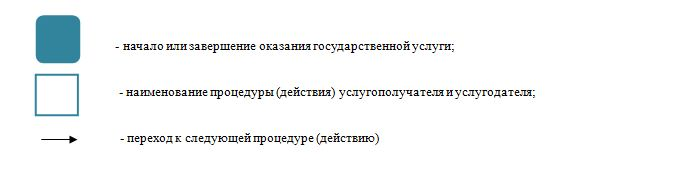 - начало или завершение оказания государственной услуги;
- наименование процедуры (действия) услугополучателя и услугодателя;
- переход к следующей процедуре (действию)